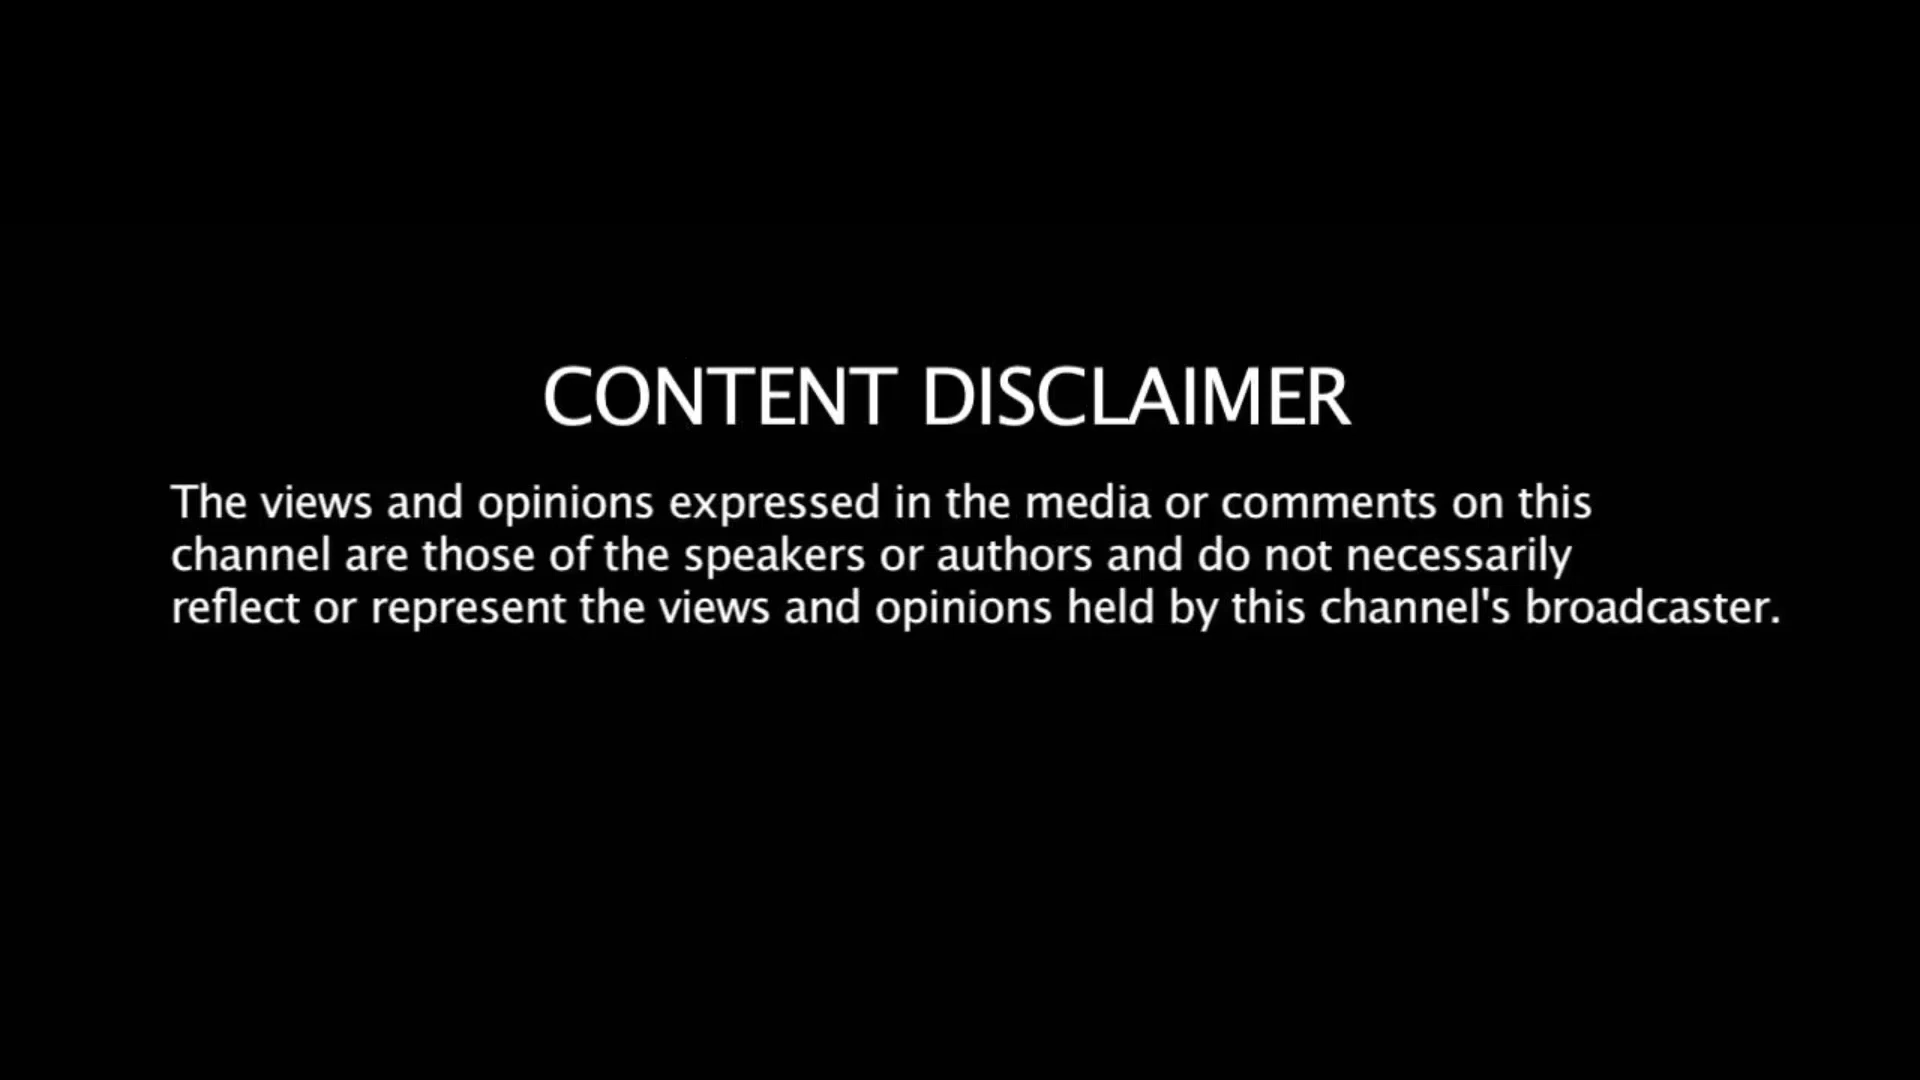 CONTENT DISCLAIMER
The views and opinions expressed in the media or comments on this
channel are those of the speakers or authors and do not necessarily
reflect or represent the views and opinions held by this channel's broadcaster.